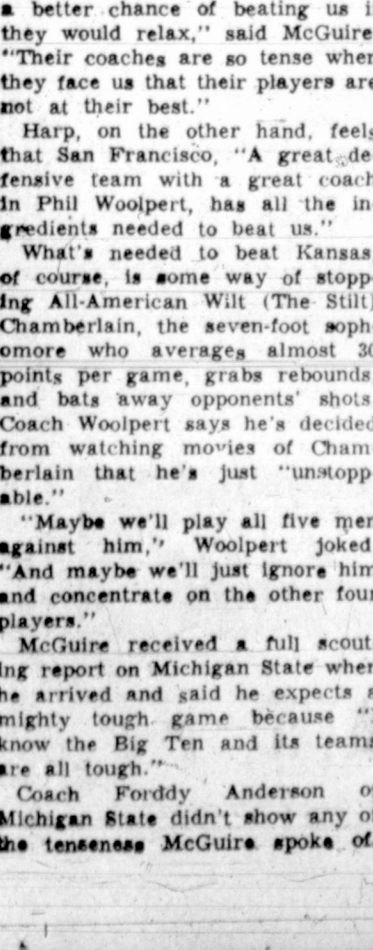 a better chance of beating us i
they would relax," said McGuire
"Their coaches are so tense when
they face us that their players are
not at their best."
Harp, on the other hand, feels
that San Francisco, "A great de-
fensive team with a great coach
in Phil Woolpert, has all the in-
gredients needed to beat us."
What's needed to beat Kansas,
of course, is some way of stopp-
ing All-American Wilt (The Stilt)
Chamberlain, the seven-foot soph-
omore who averages almost 30
points per game, grabs rebounds,
and bats away opponents' shots.
Coach Woolpert says he's decided
from watching movies of Cham-
berlain that he's just "unstopp-
able."
"Maybe we'll play all five men
against him," Woolpert joked.
"And maybe we'll just ignore him
and concentrate on the other four
players."
McGuire received a full scout-
ing report on Michigan State when
he arrived and said he expects a
mighty tough game because "I
know the Big Ten and its teams
are all tough."
Coach Forddy Anderson of
Michigan State didn't show any of
the tenseness McGuire spoke of.